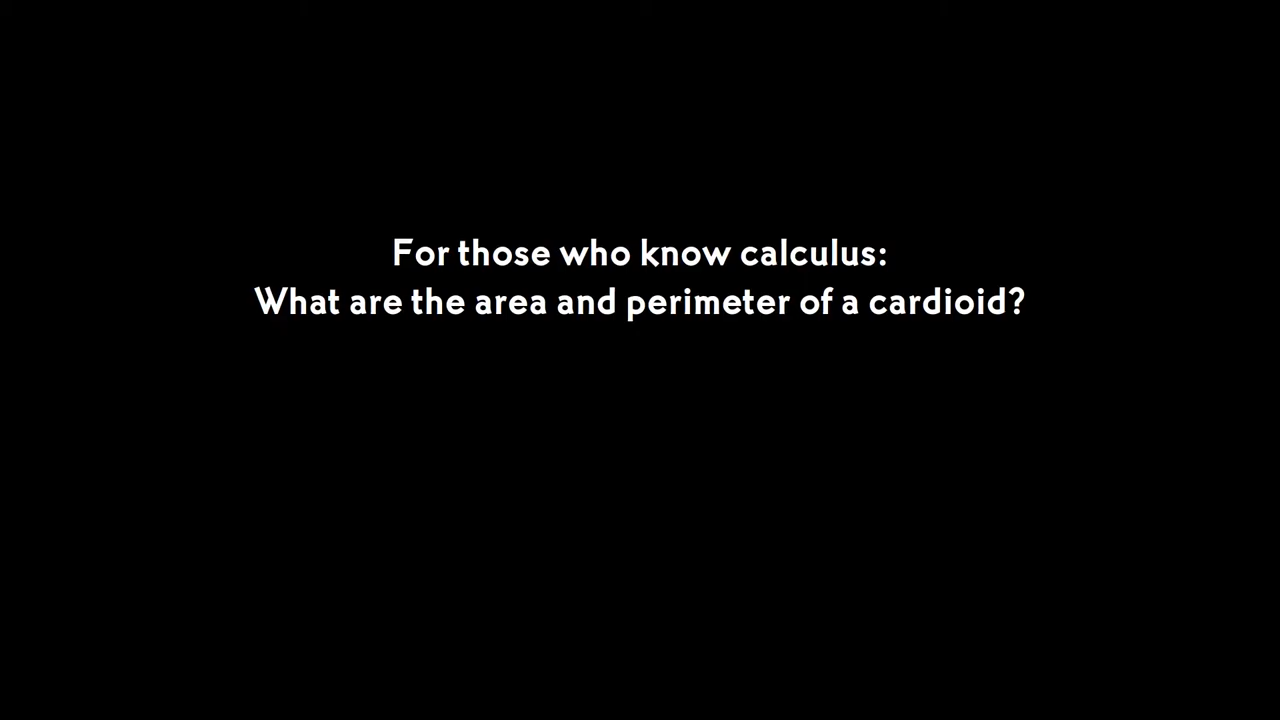 For those who know calculus:
What are the area and perimeter of a cardioid?